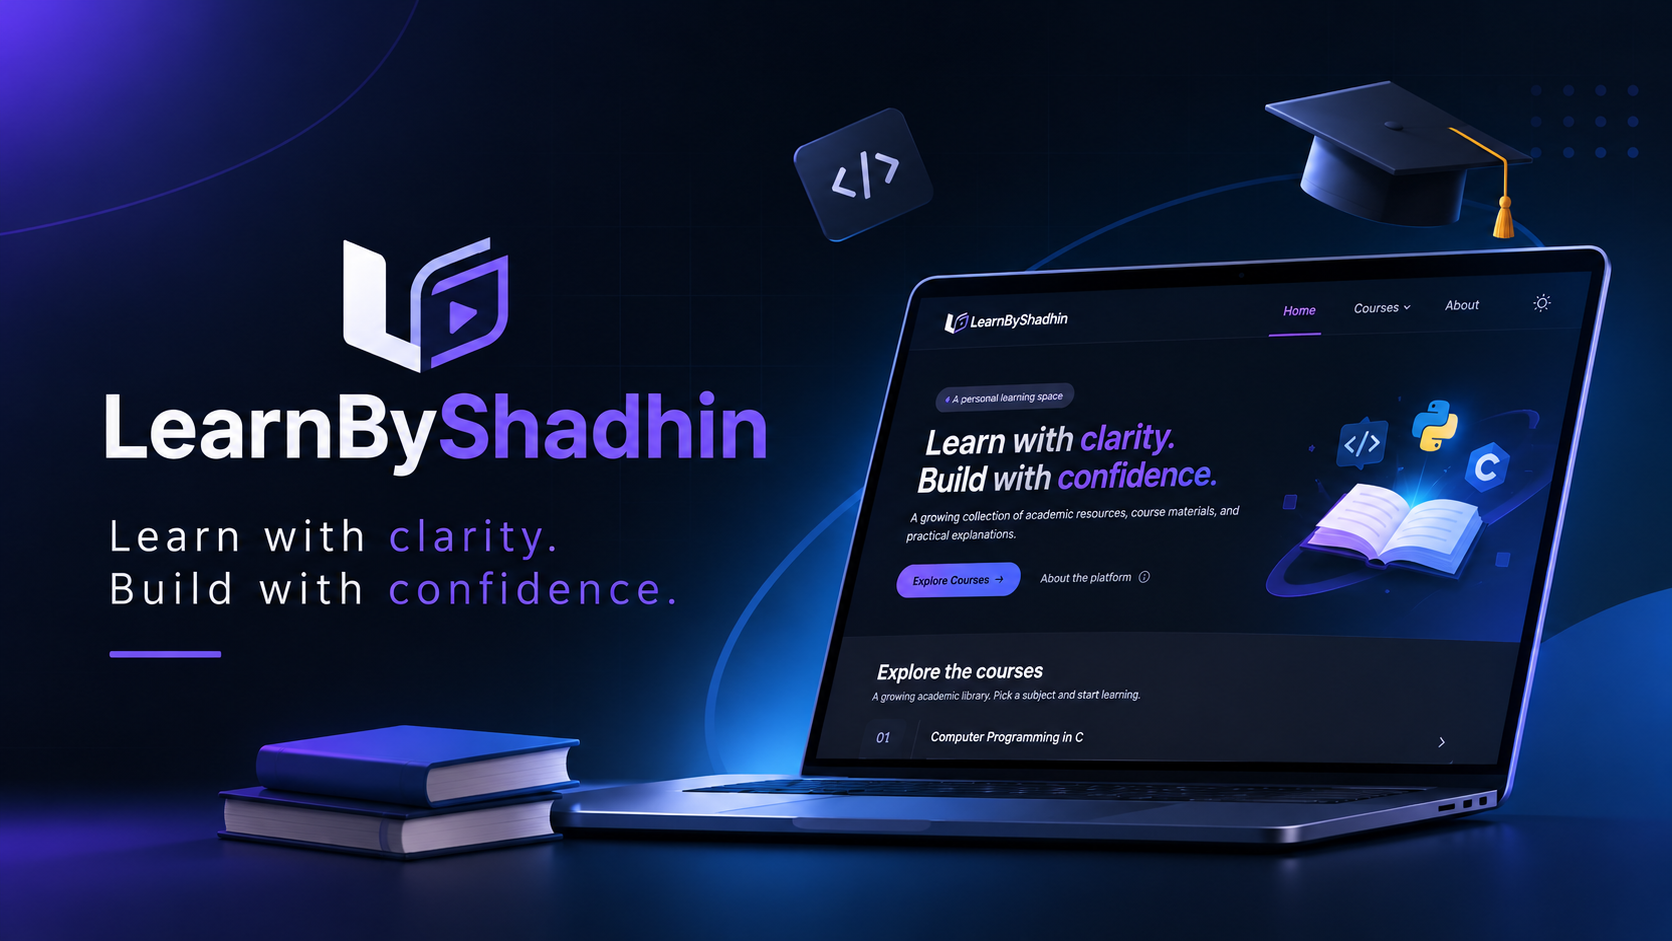 LearnByShadhin
Learn with clarity.
Build with confidence.
</>
LearnByShadhin
Home
Courses
About
A personal learning space
Learn with clarity.
Build with confidence.
A growing collection of academic resources, course materials, and
practical explanations.
Explore Courses →
About the platform
</>
C
Explore the courses
A growing academic library. Pick a subject and start learning.
01
Computer Programming in C